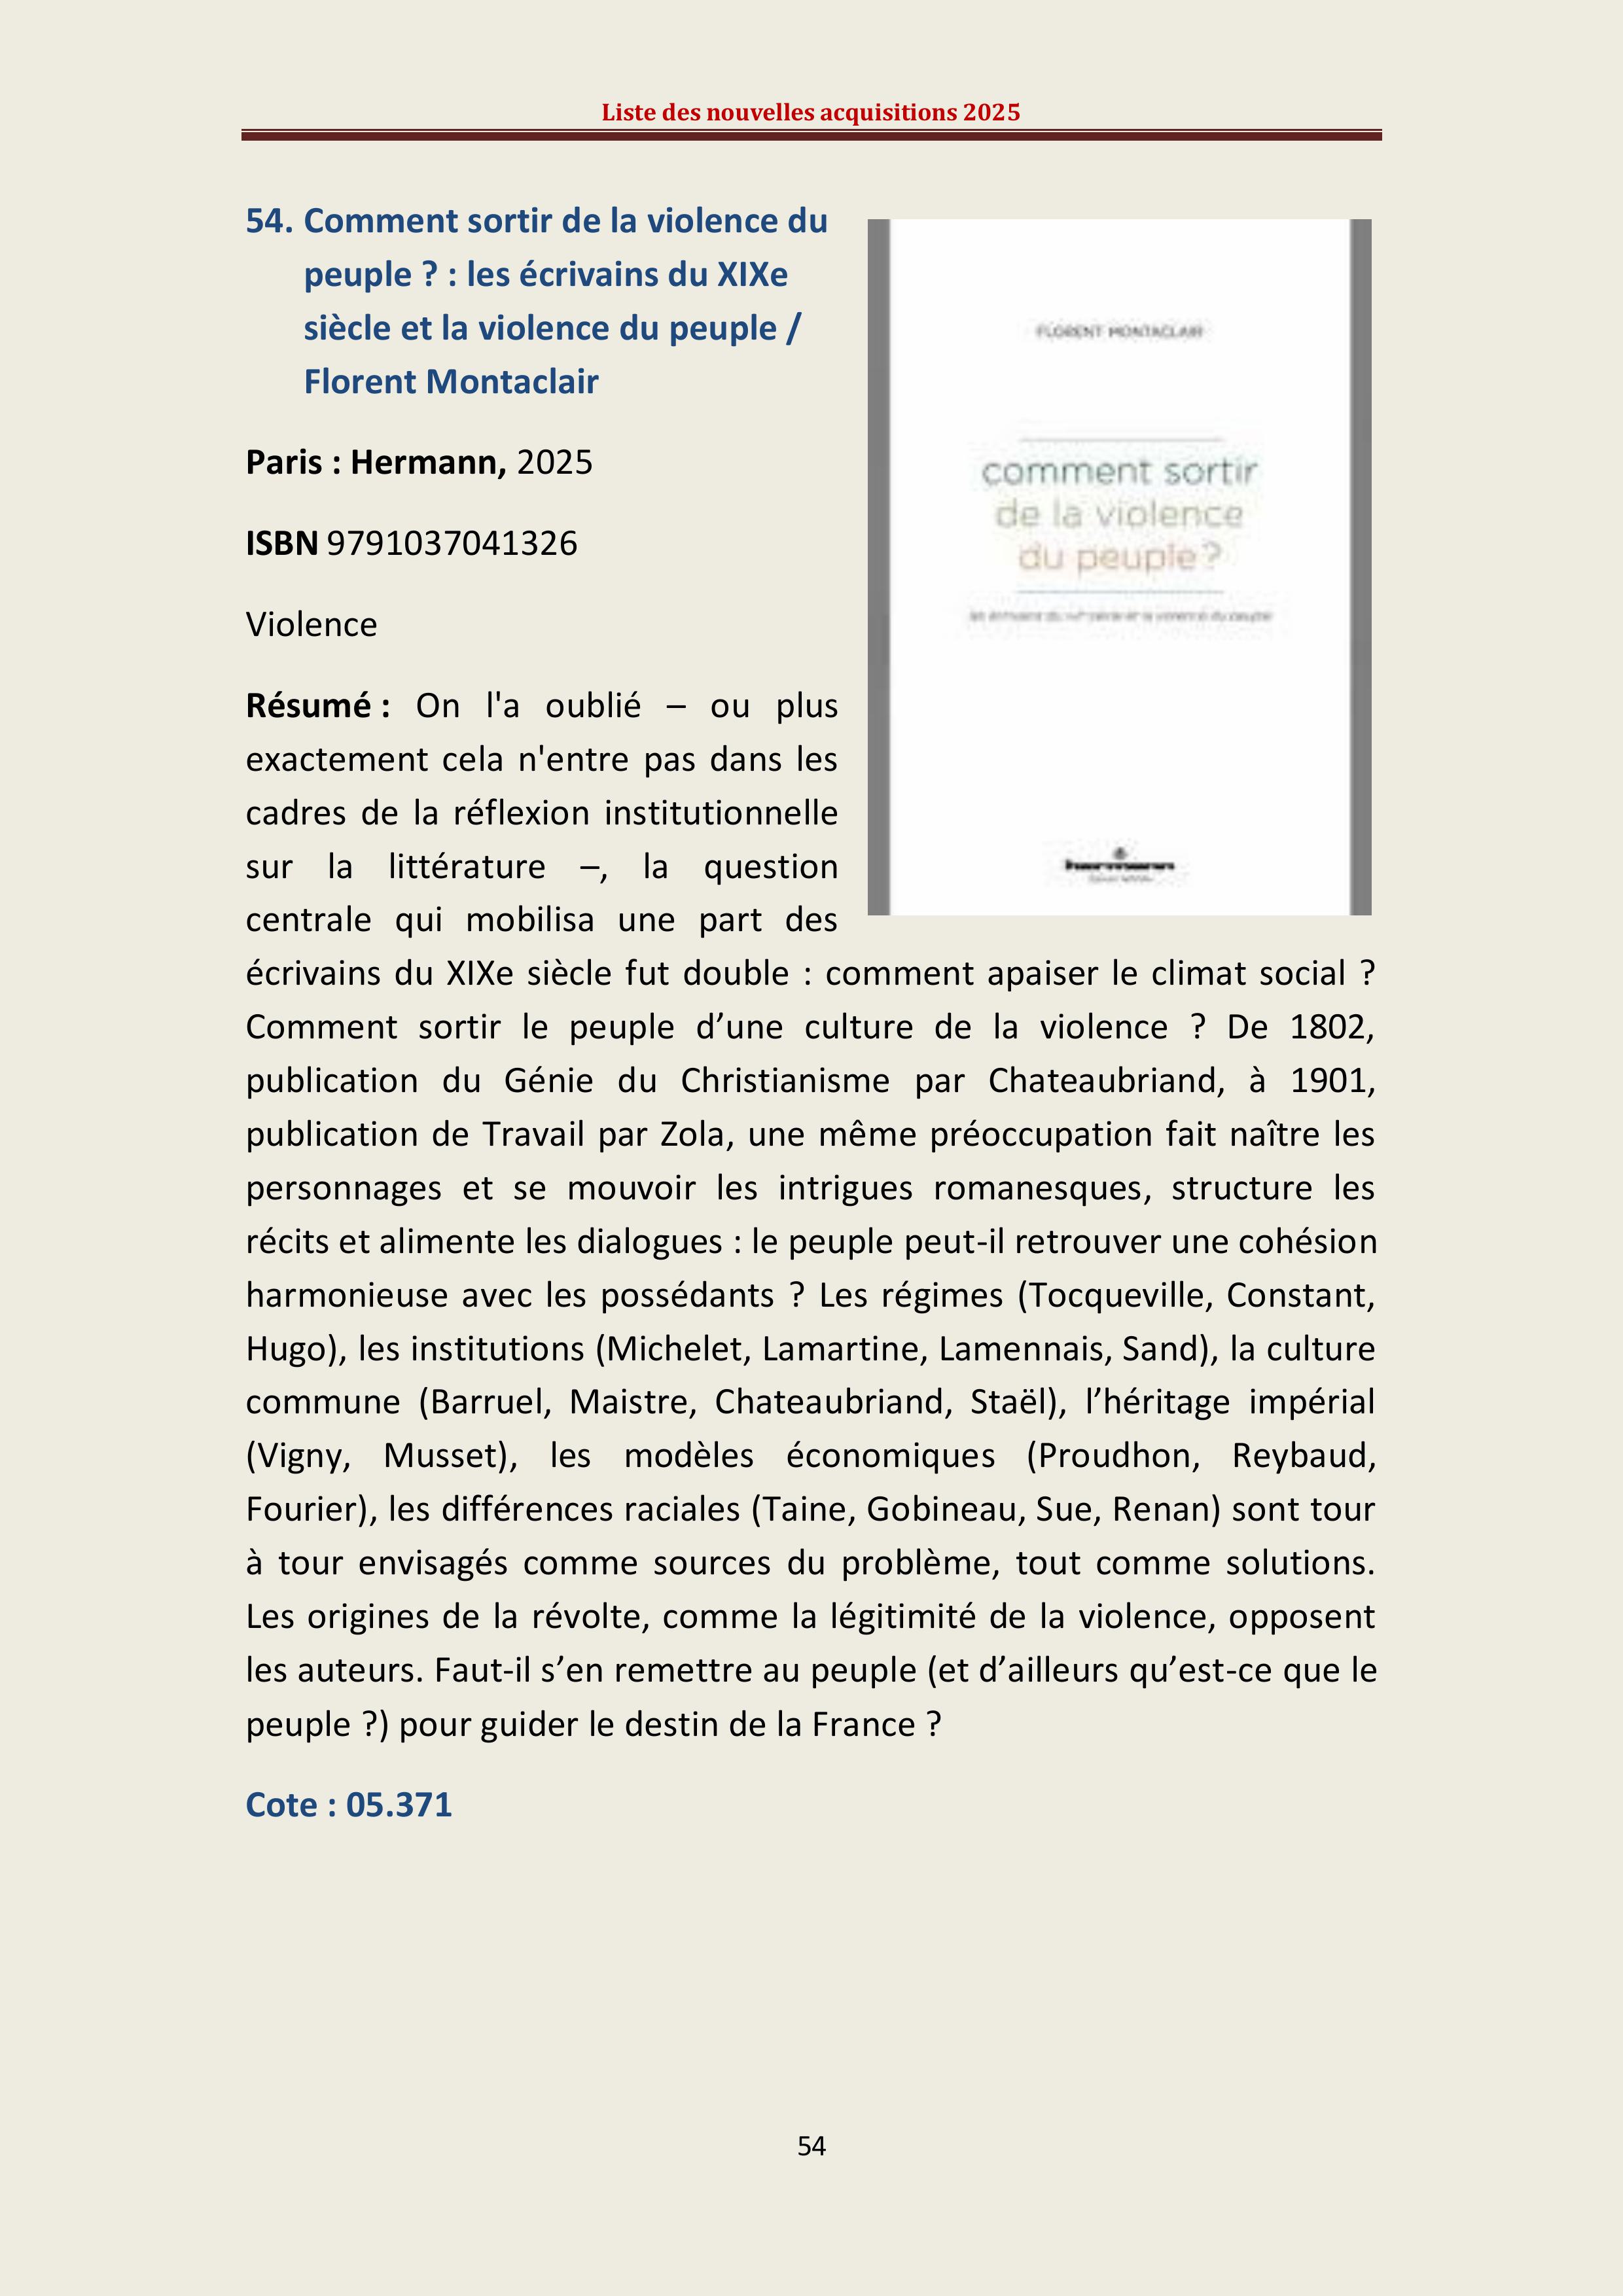 Liste des nouvelles acquisitions 2025
54. Comment sortir de la violence du
peuple ? : les écrivains du XIXe
siècle et la violence du peuple /
Florent Montaclair
Paris : Hermann, 2025
ISBN 9791037041326
Violence
FLORENT MONTACLAIR
comment sortir
de la violence
du peuple ?
les écrivains du XIXe siècle et la violence du peuple
hermann
Résumé : On l'a oublié – ou plus
exactement cela n'entre pas dans les
cadres de la réflexion institutionnelle
sur la littérature –, la question
centrale qui mobilisa une part des
écrivains du XIXe siècle fut double : comment apaiser le climat social ?
Comment sortir le peuple d’une culture de la violence ? De 1802,
publication du Génie du Christianisme par Chateaubriand, à 1901,
publication de Travail par Zola, une même préoccupation fait naître les
personnages et se mouvoir les intrigues romanesques, structure les
récits et alimente les dialogues : le peuple peut-il retrouver une cohésion
harmonieuse avec les possédants ? Les régimes (Tocqueville, Constant,
Hugo), les institutions (Michelet, Lamartine, Lamennais, Sand), la culture
commune (Barruel, Maistre, Chateaubriand, Staël), l’héritage impérial
(Vigny, Musset), les modèles économiques (Proudhon, Reybaud,
Fourier), les différences raciales (Taine, Gobineau, Sue, Renan) sont tour
à tour envisagés comme sources du problème, tout comme solutions.
Les origines de la révolte, comme la légitimité de la violence, opposent
les auteurs. Faut-il s’en remettre au peuple (et d’ailleurs qu’est-ce que le
peuple ?) pour guider le destin de la France ?
Cote : 05.371
54